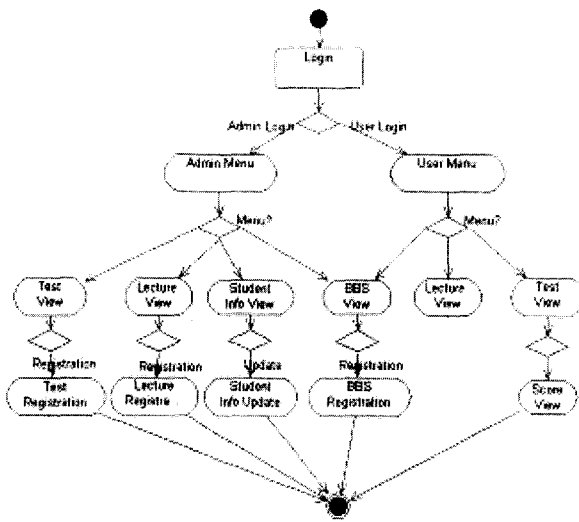 Login
Admin Login
User Login
Admin Menu
User Menu
Menu?
Menu?
Test
View
Lecture
View
Student
Info View
BBS
View
Lecture
View
Test
View
Registration
Registration
Update
Registration
Test
Registration
Lecture
Registre...
Student
Info Update
BBS
Registration
Score
View